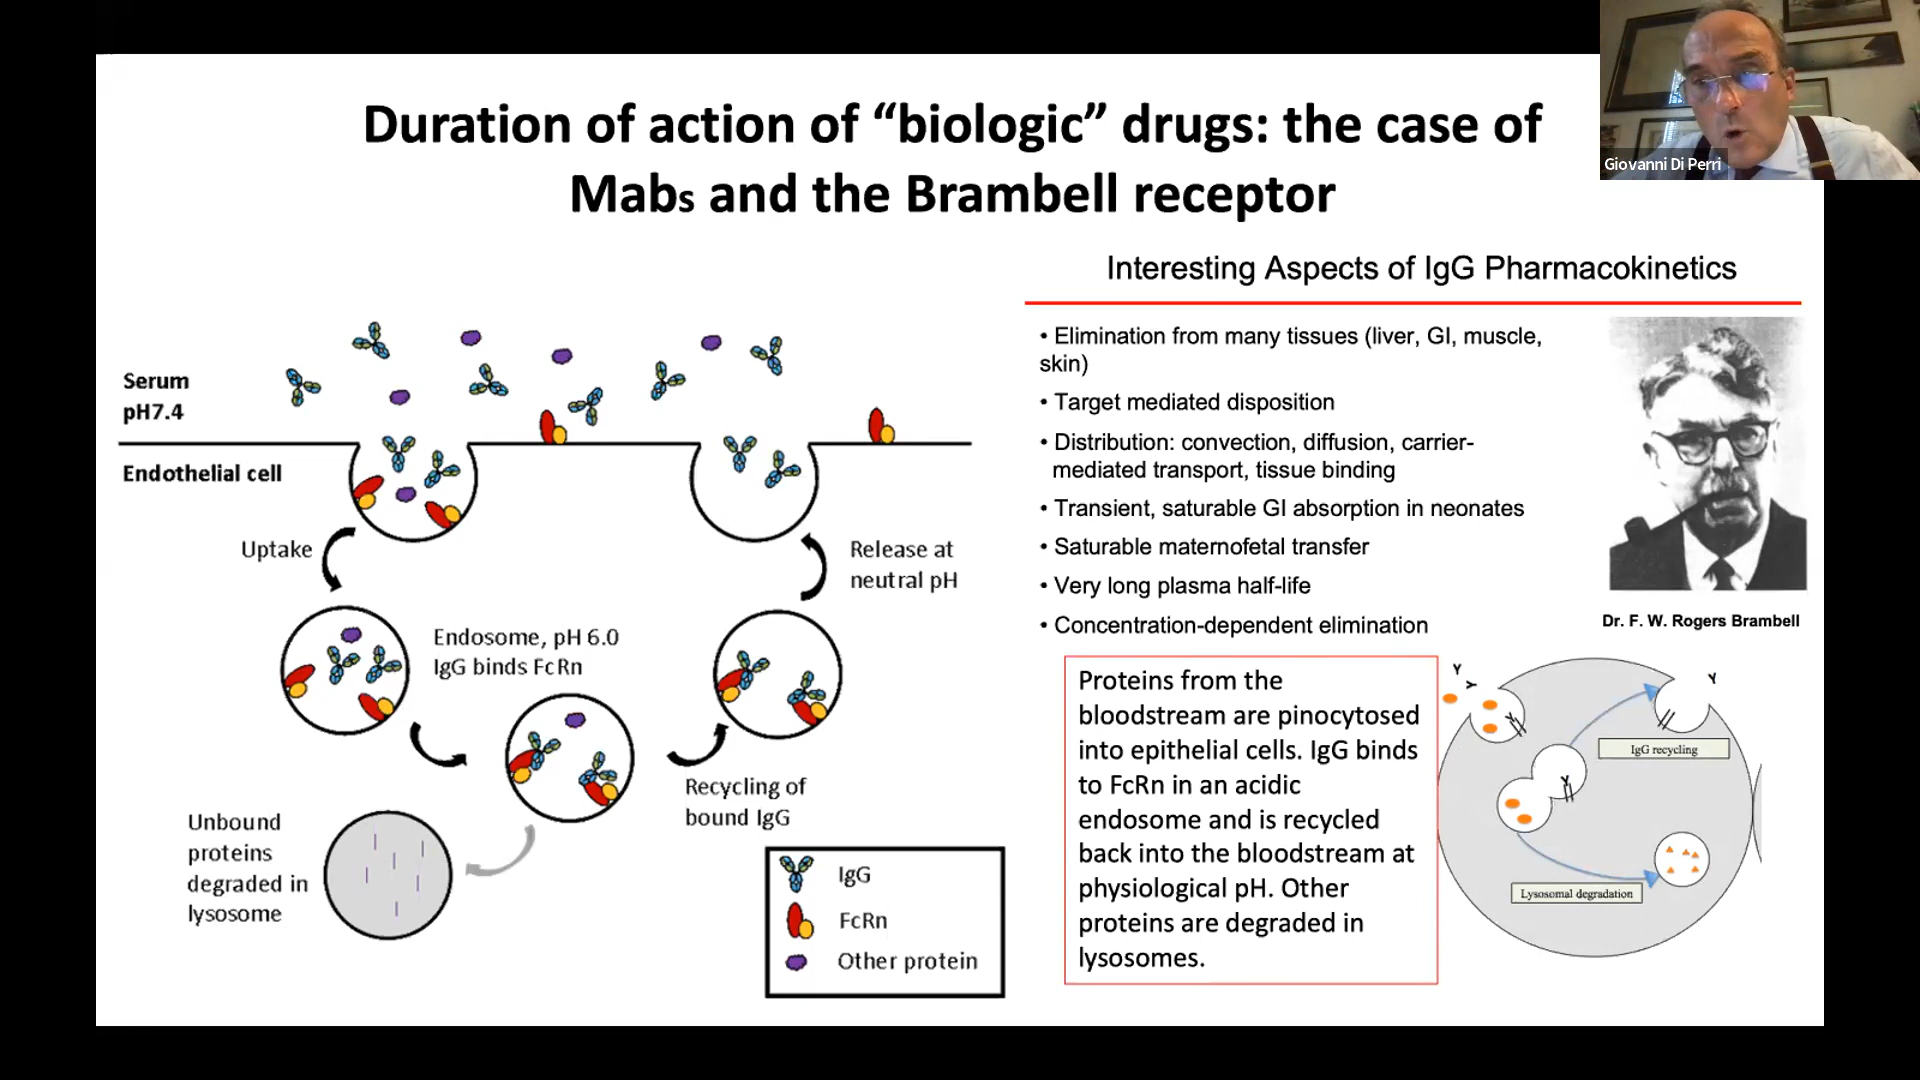 Duration of action of “biologic” drugs: the case of
Mabs and the Brambell receptor
Giovanni Di Perri
Serum
pH7.4
Endothelial cell
Uptake
Release at
neutral pH
Endosome, pH 6.0
IgG binds FcRn
Recycling of
bound IgG
Unbound
proteins
degraded in
lysosome
IgG
FcRn
Other protein
Interesting Aspects of IgG Pharmacokinetics
• Elimination from many tissues (liver, GI, muscle,
skin)
• Target mediated disposition
• Distribution: convection, diffusion, carrier-
mediated transport, tissue binding
• Transient, saturable GI absorption in neonates
• Saturable maternofetal transfer
• Very long plasma half-life
• Concentration-dependent elimination
Dr. F. W. Rogers Brambell
Proteins from the
bloodstream are pinocytosed
into epithelial cells. IgG binds
to FcRn in an acidic
endosome and is recycled
back into the bloodstream at
physiological pH. Other
proteins are degraded in
lysosomes.
IgG recycling
Lysosomal degradation